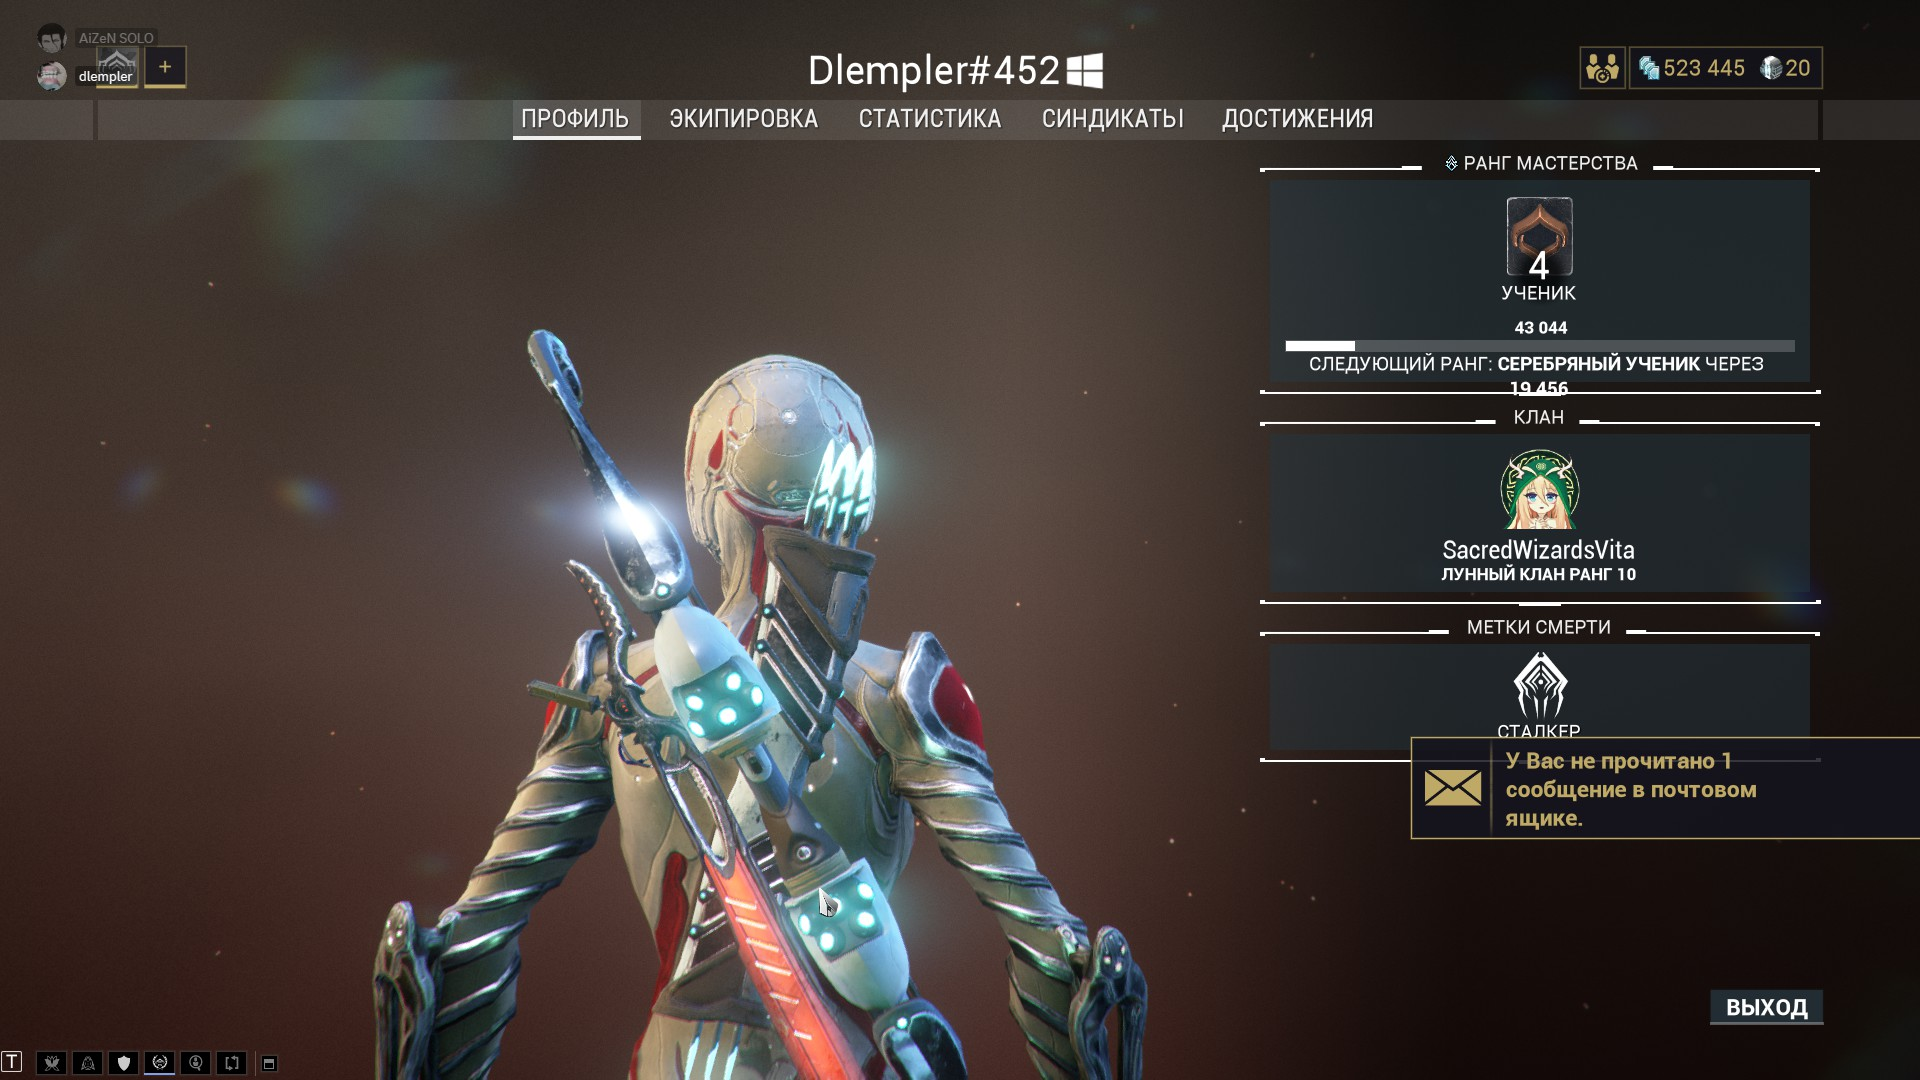 AiZeN SOLO
dlempler
+
Dlempler#452
523 445
20
ПРОФИЛЬ
ЭКИПИРОВКА
СТАТИСТИКА
СИНДИКАТЫ
ДОСТИЖЕНИЯ
РАНГ МАСТЕРСТВА
4
УЧЕНИК
43 044
СЛЕДУЮЩИЙ РАНГ: СЕРЕБРЯНЫЙ УЧЕНИК ЧЕРЕЗ
19 456
КЛАН
SacredWizardsVita
ЛУННЫЙ КЛАН РАНГ 10
МЕТКИ СМЕРТИ
СТАЛКЕР
У Вас не прочитано 1
сообщение в почтовом
ящике.
ВЫХОД
T